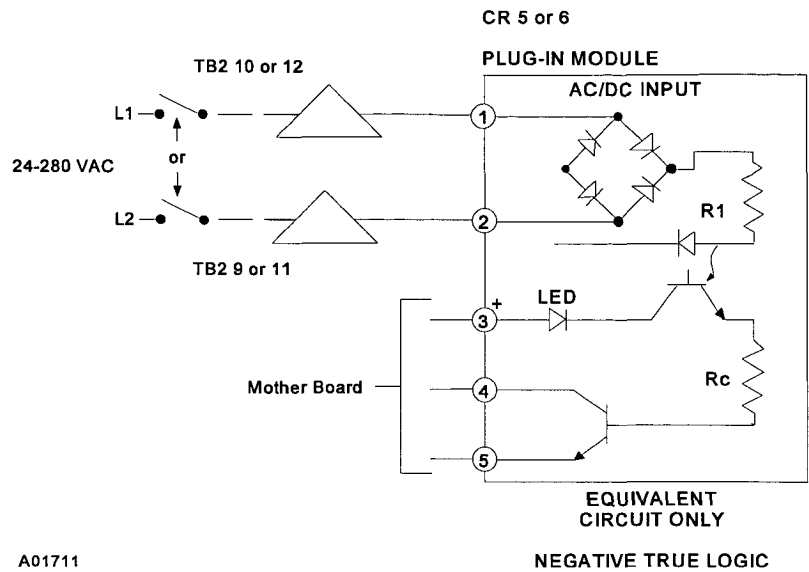 CR 5 or 6
PLUG-IN MODULE
TB2 10 or 12
AC/DC INPUT
L1
1
or
24-280 VAC
L2
2
R1
TB2 9 or 11
LED
+
3
Rc
Mother Board
4
5
EQUIVALENT
CIRCUIT ONLY
A01711
NEGATIVE TRUE LOGIC